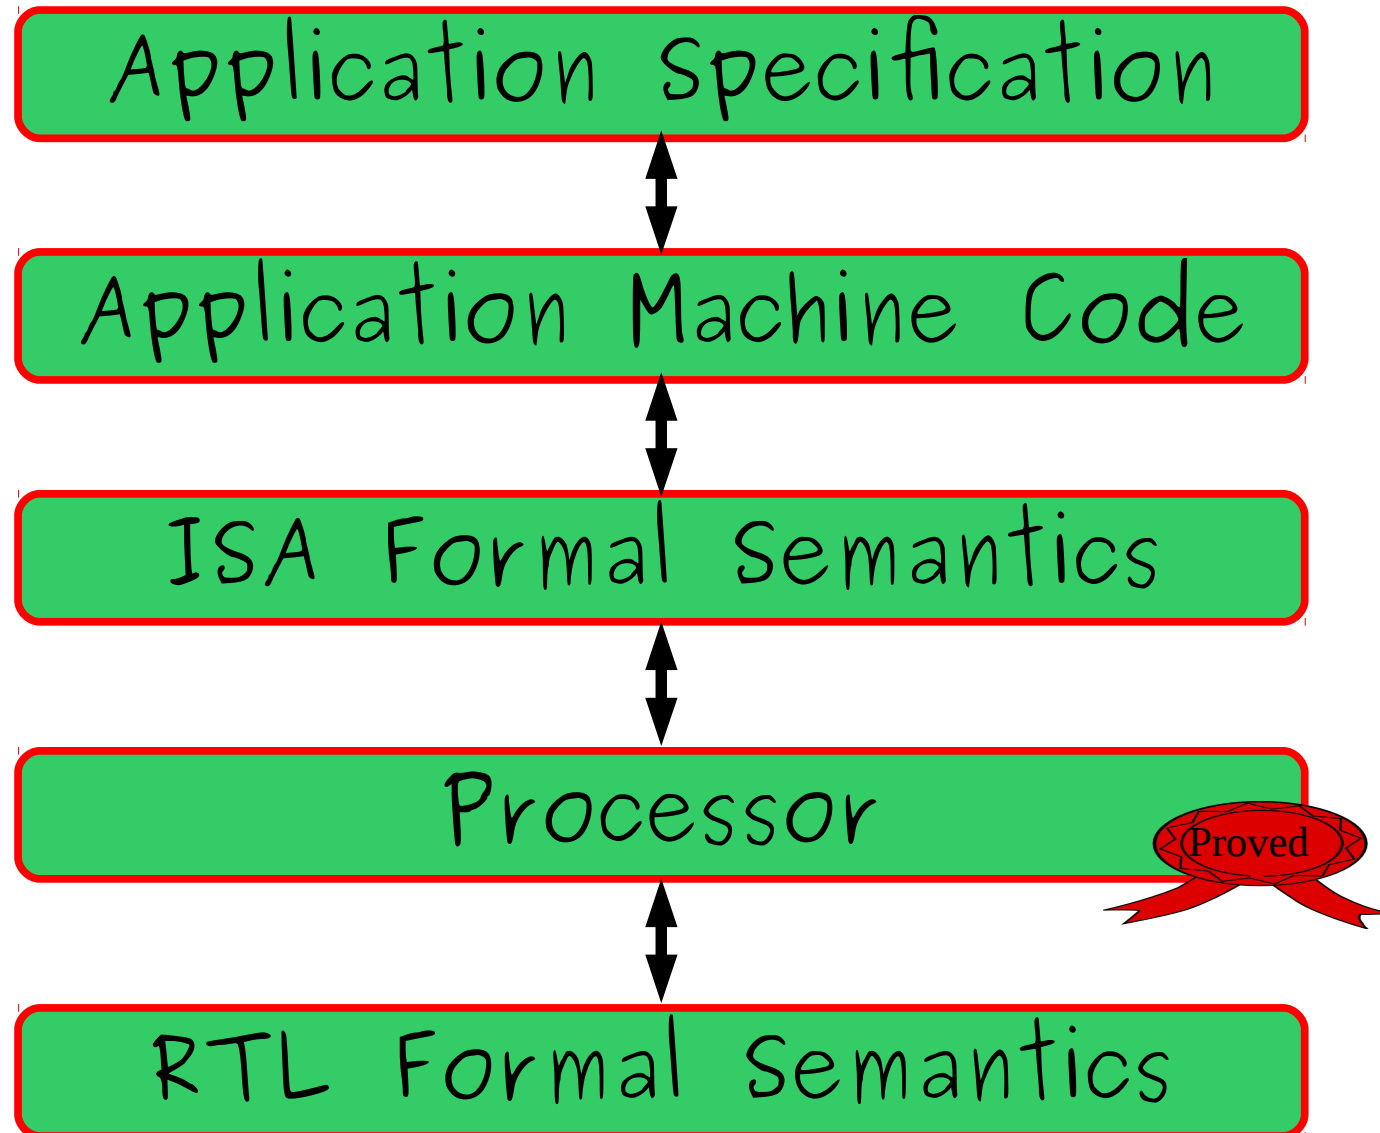 Application Specification
Application Machine Code
ISA Formal Semantics
Processor
Proved
RTL Formal Semantics